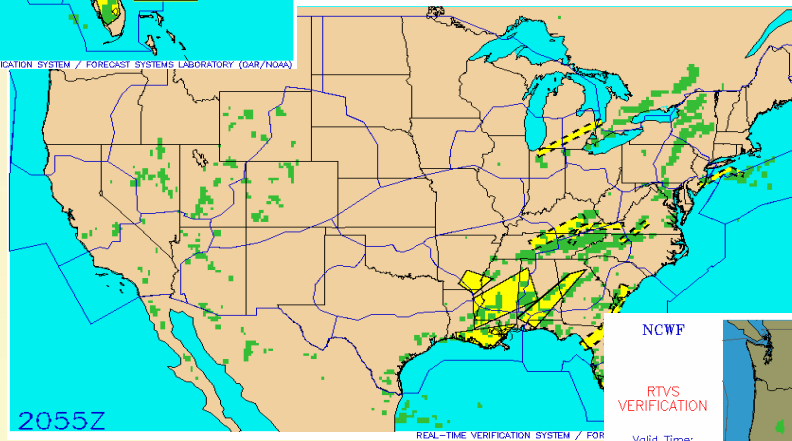 ICATION SYSTEM / FORECAST SYSTEMS LABORATORY (OAR/NOAA)
2055Z
REAL-TIME VERIFICATION SYSTEM / FOR
NCWF
RTVS
VERIFICATION
Valid Time: